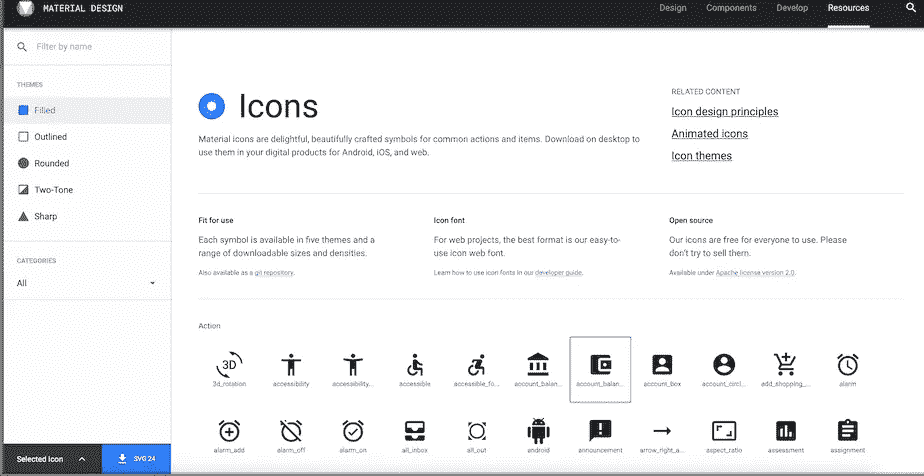 MATERIAL DESIGN
Design Components Develop Resources
Filter by name
THEMES
Filled
Outlined
Rounded
Two-Tone
Sharp
CATEGORIES
All
Selected Icon
SVG 24
Icons
Material icons are delightful, beautifully crafted symbols for common actions and items. Download on desktop to
use them in your digital products for Android, iOS, and web.
RELATED CONTENT
Icon design principles
Animated icons
Icon themes
Fit for use
Each symbol is available in five themes and a
range of downloadable sizes and densities.
Also available as a git repository.
Icon font
For web projects, the best format is our easy-to-
use icon web font.
Learn how to use icon fonts in our developer guide.
Open source
Our icons are free for everyone to use. Please
don't try to sell them.
Available under Apache license version 2.0.
Action
3D
3d_rotation accessibility accessibility... accessible accessible_fo... account_balan... account_balan... account_box account_circl... add_shopping_... alarm
alarm_add alarm_off alarm_on all_inbox all_out android announcement arrow_right_a... aspect_ratio assessment assignment